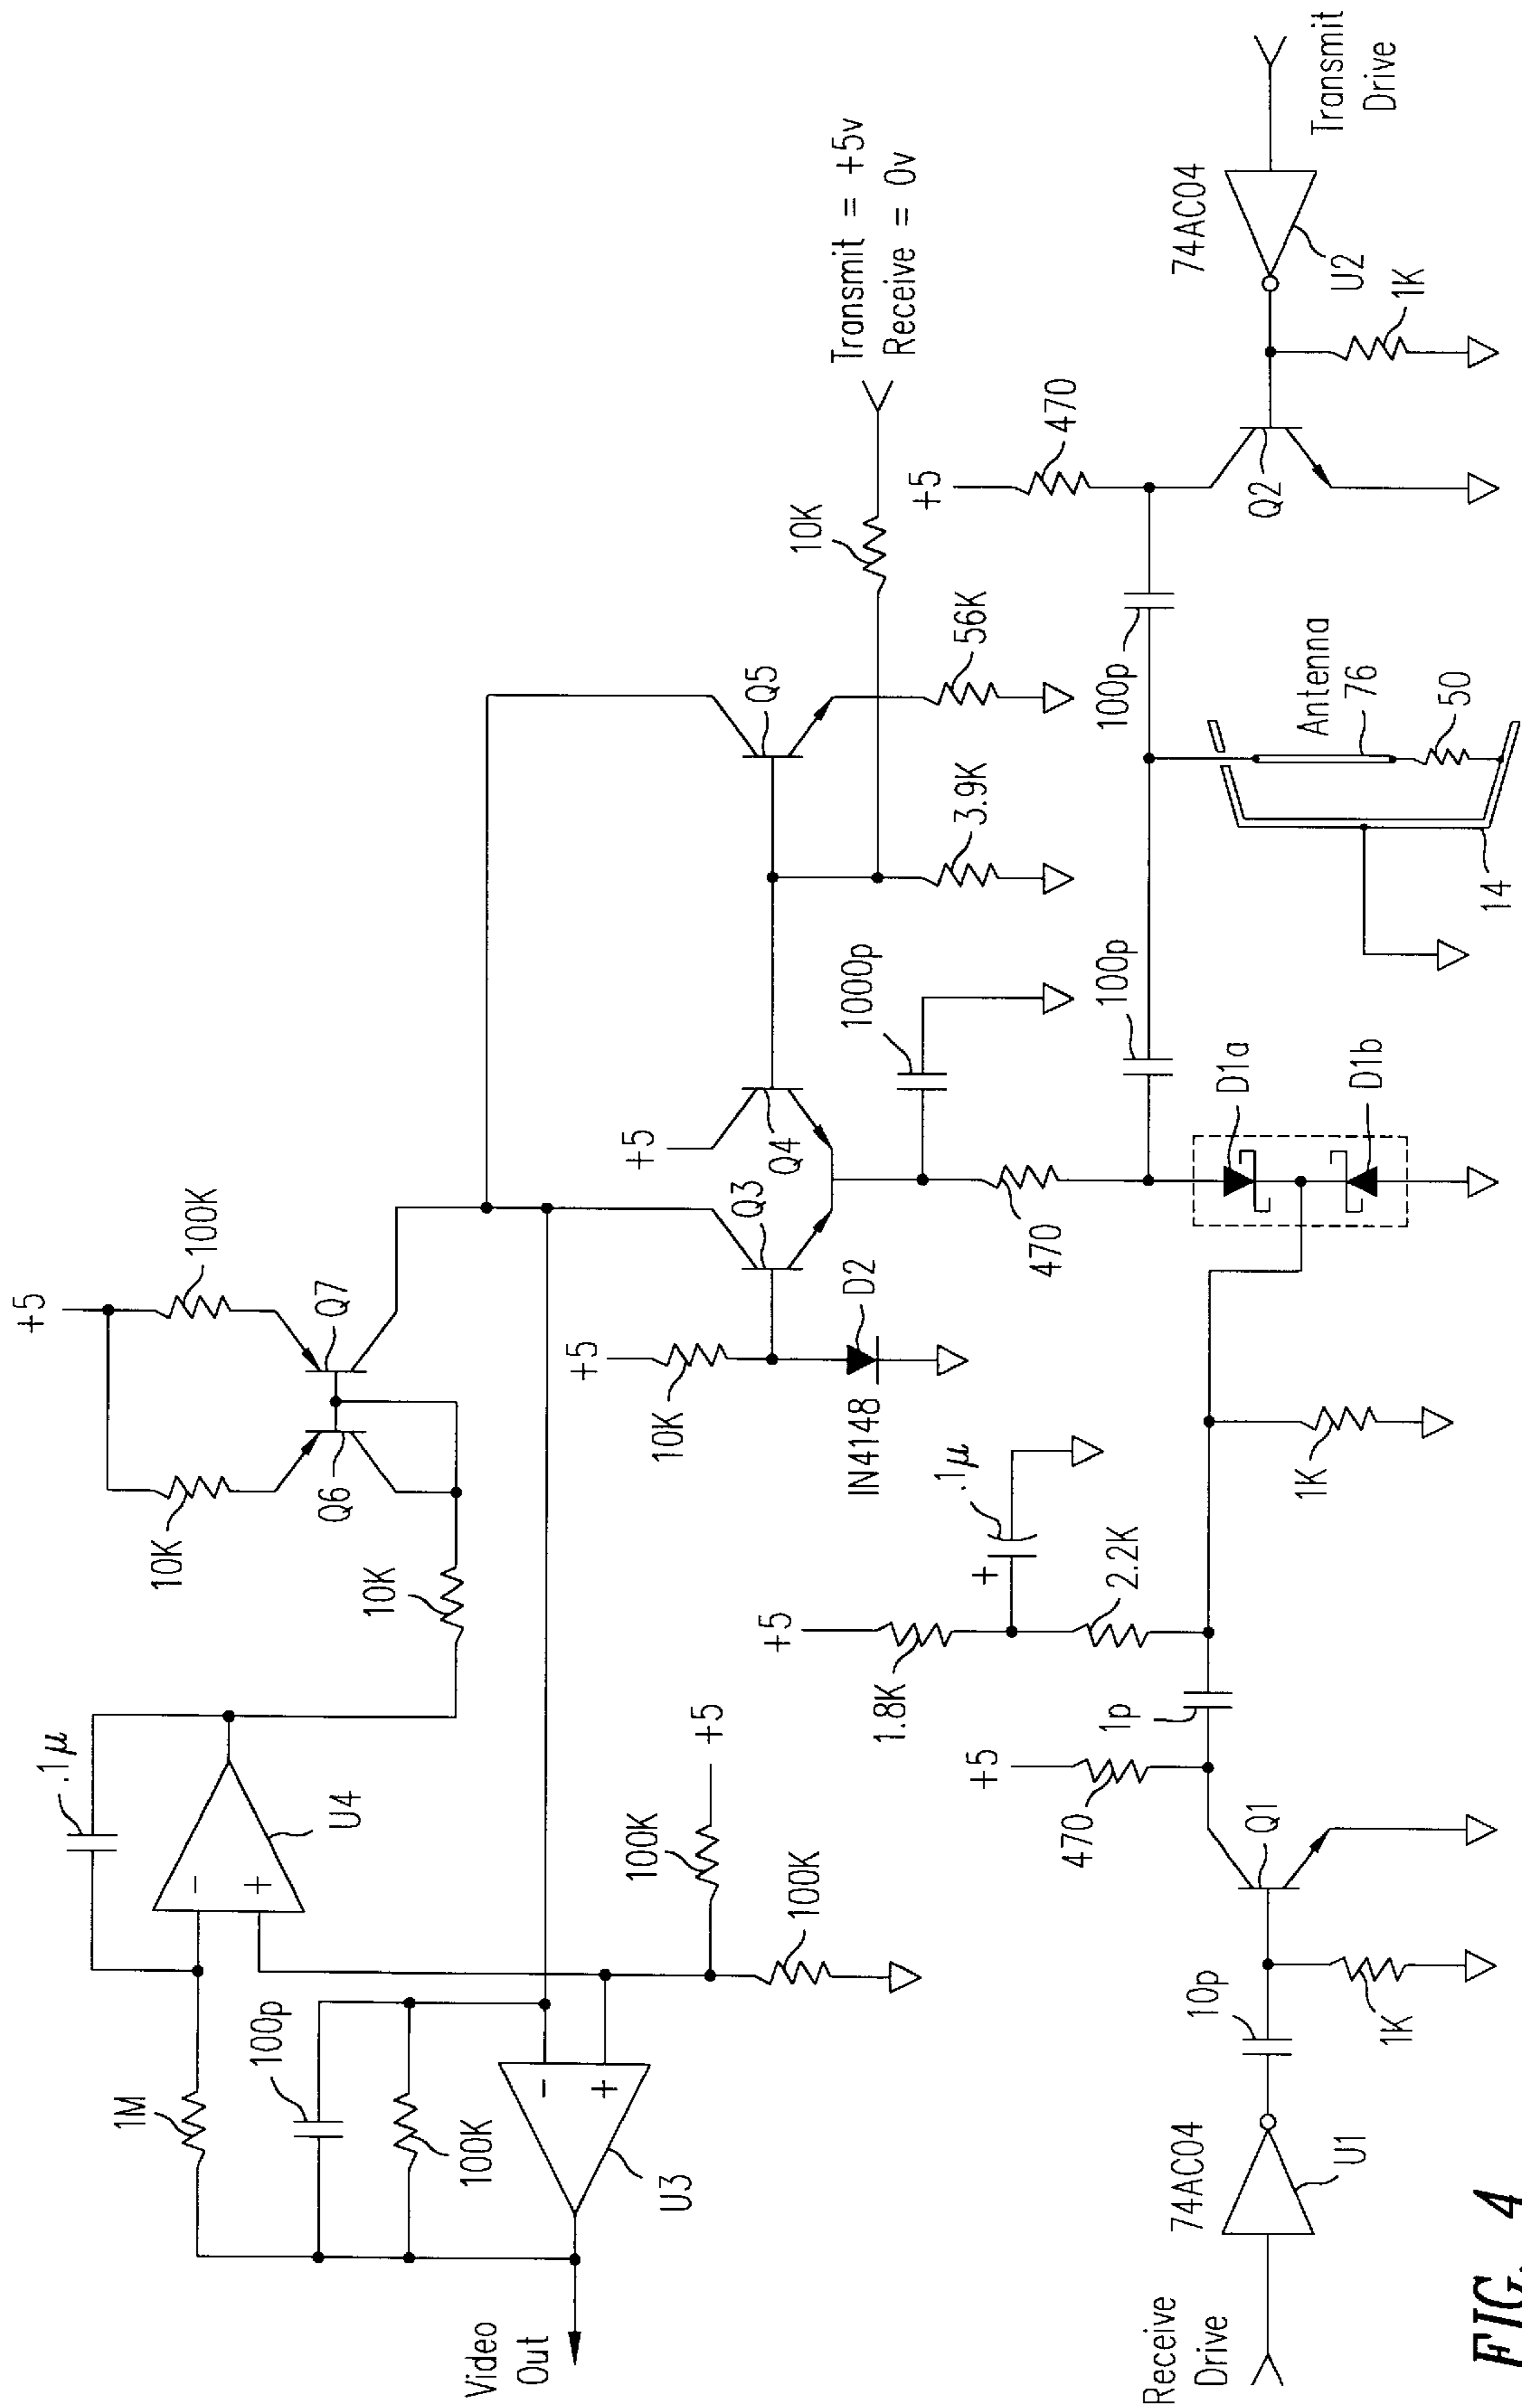 +5
.1μ
1M
10K
100K
100p
U4
Q6
Q7
10K
100K
Video
Out
-
+
-
+
U3
+5
+5
100K
+5
10K
100K
Q3
Q4
Q5
10K
Transmit = +5v
Receive = 0v
D2
IN4148
1000p
+5
1.8K
.1μ
+
3.9K
56K
+5
470
+5
470
470
1p
2.2K
100p
100p
Receive
Drive
74AC04
U1
10p
1K
Q1
1K
D1a
D1b
Antenna
76
50
14
Q2
74AC04
U2
1K
Transmit
Drive
FIG. 4